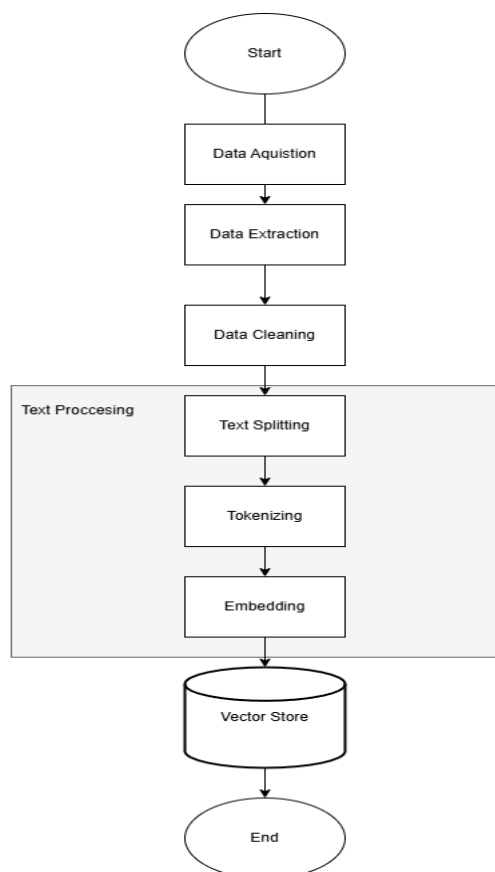 Start
Data Aquistion
Data Extraction
Data Cleaning
Text Proccesing
Text Splitting
Tokenizing
Embedding
Vector Store
End